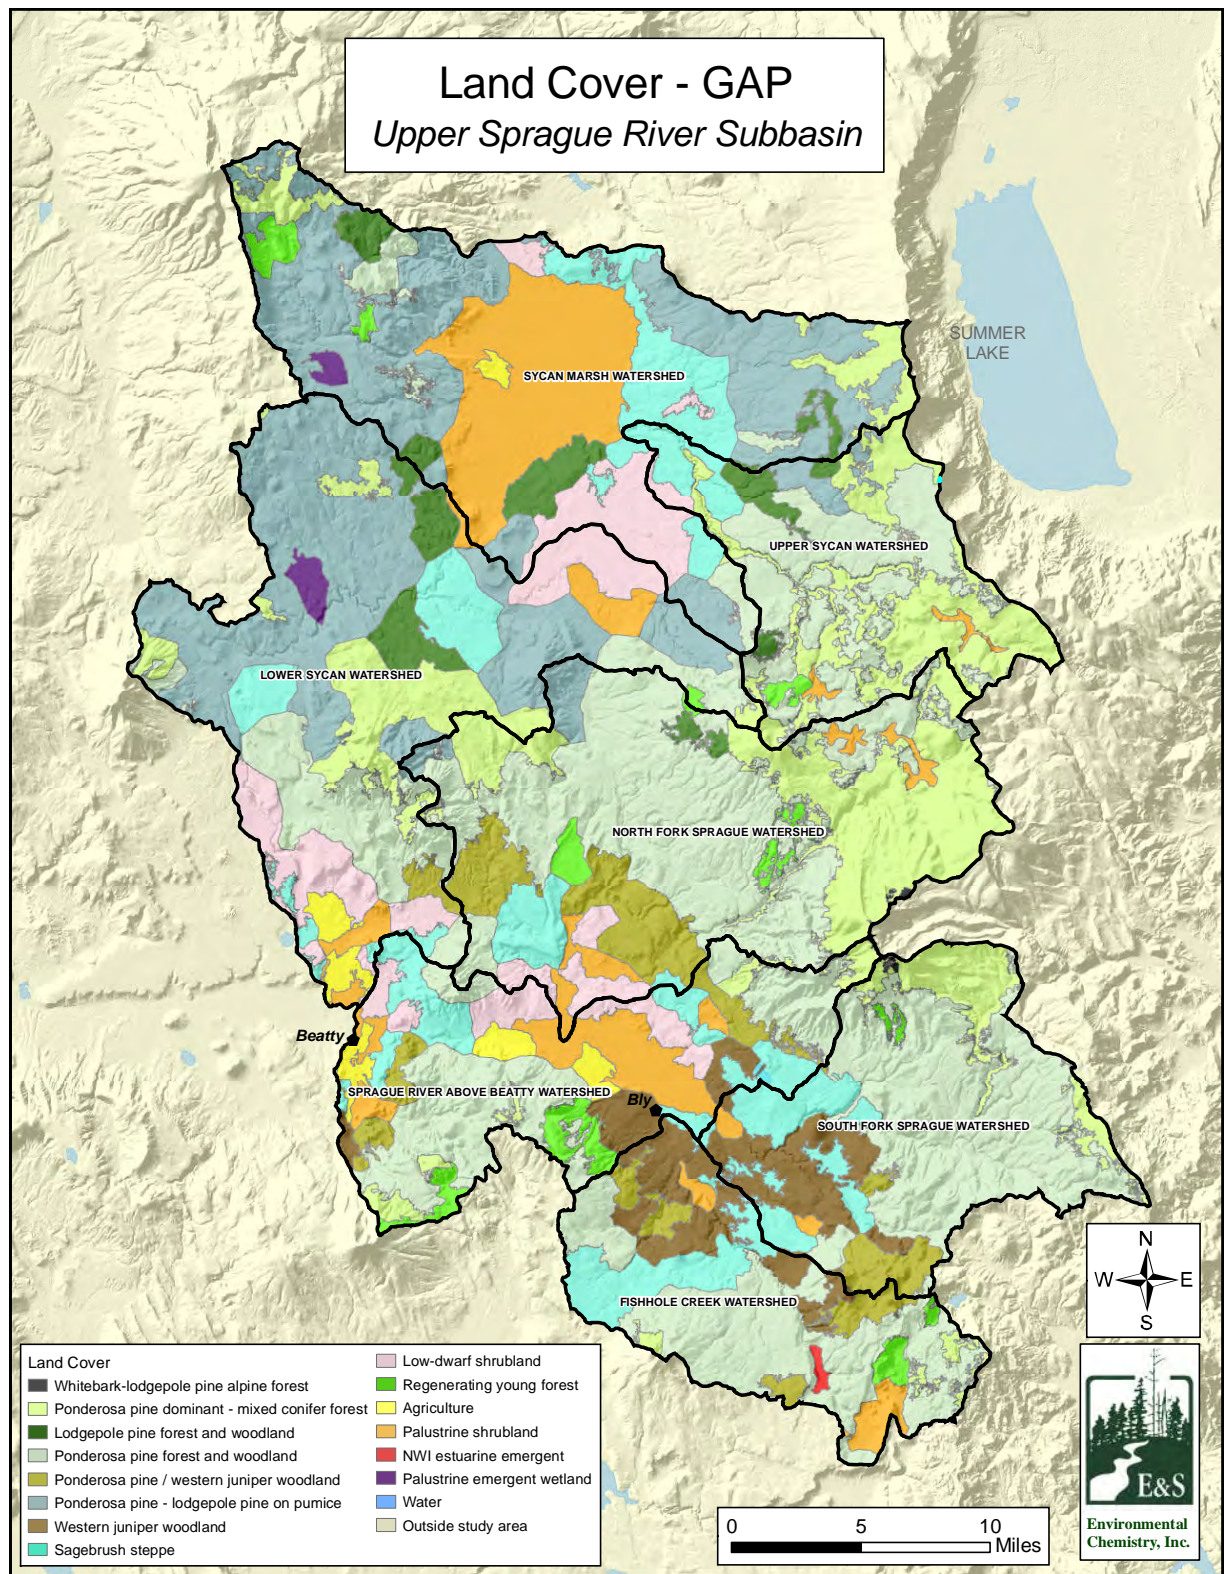 Land Cover - GAP
Upper Sprague River Subbasin
SUMMER
LAKE
SYCAN MARSH WATERSHED
UPPER SYCAN WATERSHED
LOWER SYCAN WATERSHED
NORTH FORK SPRAGUE WATERSHED
Beatty
SPRAGUE RIVER ABOVE BEATTY WATERSHED
Bly
SOUTH FORK SPRAGUE WATERSHED
FISHHOLE CREEK WATERSHED
N
W E
S
Land Cover
Whitebark-lodgepole pine alpine forest
Ponderosa pine dominant - mixed conifer forest
Lodgepole pine forest and woodland
Ponderosa pine forest and woodland
Ponderosa pine / western juniper woodland
Ponderosa pine - lodgepole pine on pumice
Western juniper woodland
Sagebrush steppe
Low-dwarf shrubland
Regenerating young forest
Agriculture
Palustrine shrubland
NWI estuarine emergent
Palustrine emergent wetland
Water
Outside study area
0 5 10
Miles
E&S
Environmental
Chemistry, Inc.